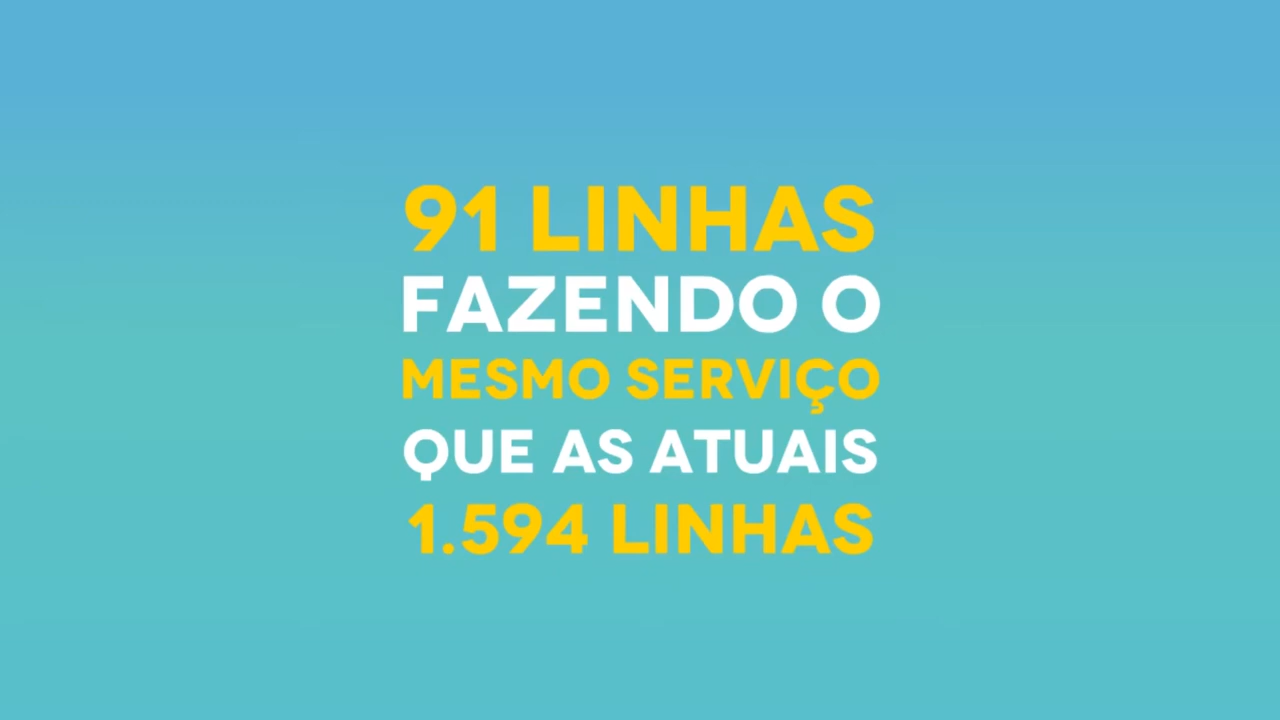 91 LINHAS
FAZENDO O
MESMO SERVIÇO
QUE AS ATUAIS
1.594 LINHAS